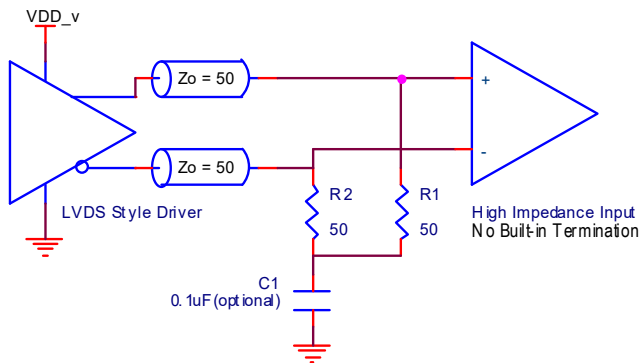 VDD_v
Zo = 50
+
Zo = 50
-
LVDS Style Driver
R2
50
R1
50
High Impedance Input
No Built-in Termination
C1
0.1uF(optional)